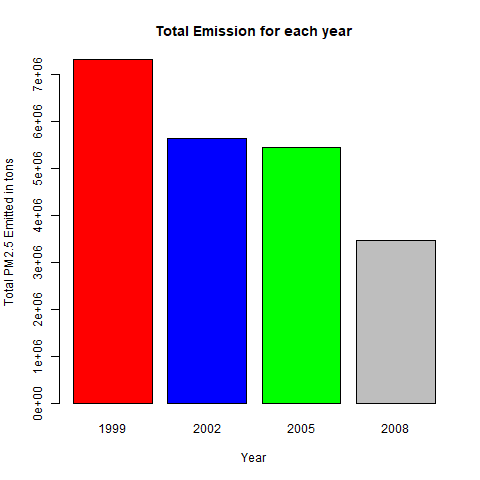 Total Emission for each year
Total PM2.5 Emitted in tons
7e+06
6e+06
5e+06
4e+06
3e+06
2e+06
1e+06
0e+00
1999 2002 2005 2008
Year